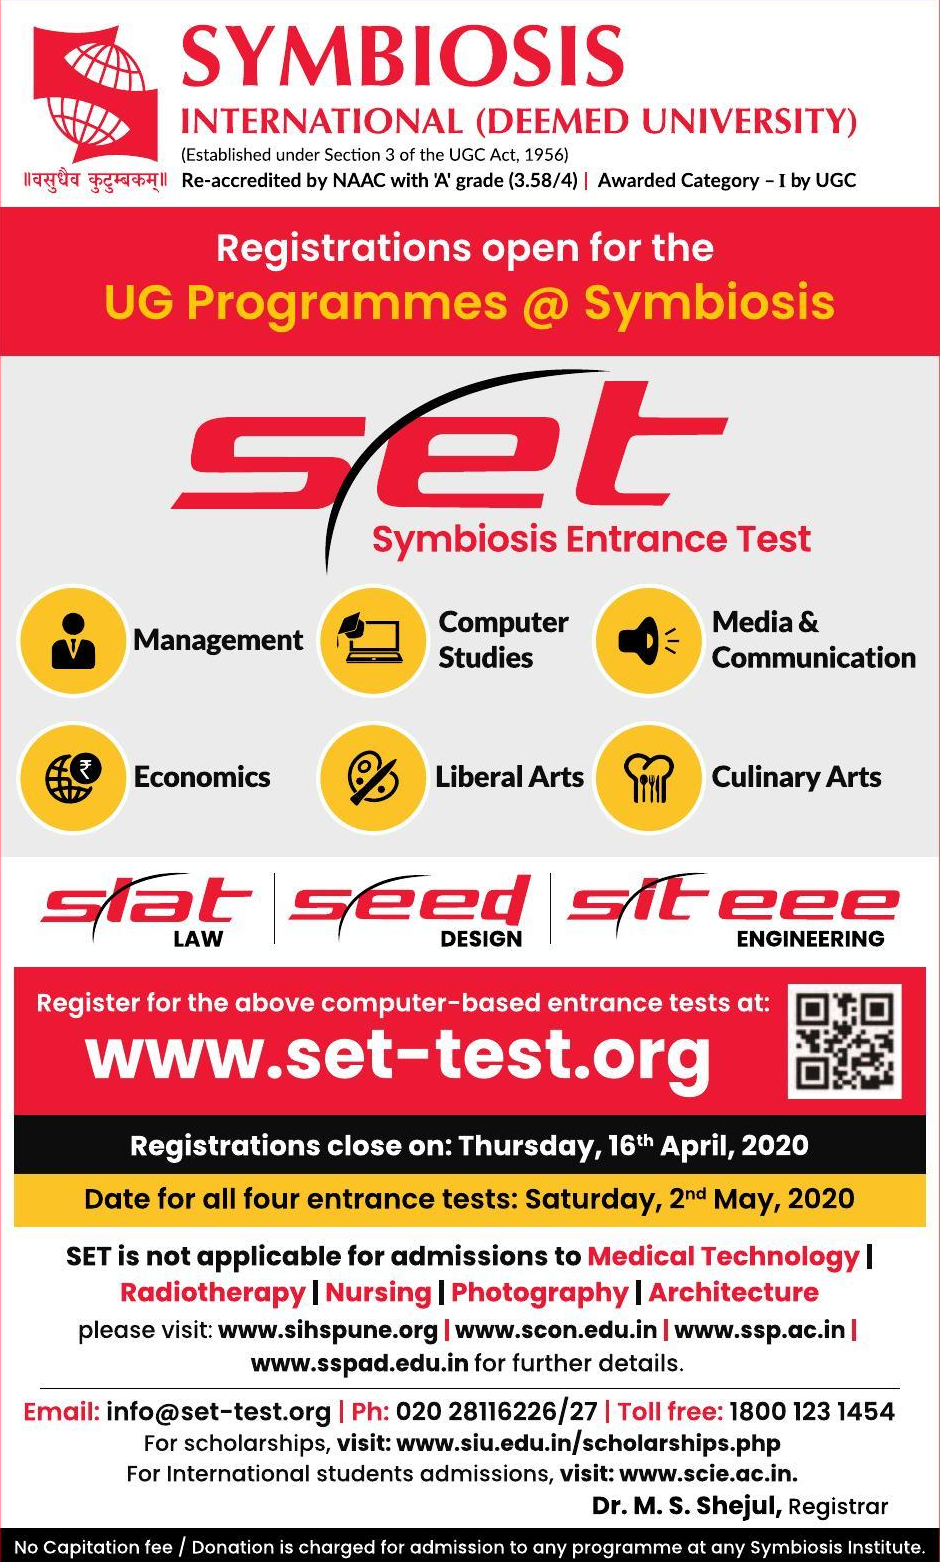 SYMBIOSIS
INTERNATIONAL (DEEMED UNIVERSITY)
(Established under Section 3 of the UGC Act, 1956)
॥वसुधैव कुटुम्बकम्॥ Re-accredited by NAAC with 'A' grade (3.58/4) | Awarded Category – I by UGC
Registrations open for the
UG Programmes @ Symbiosis
set
Symbiosis Entrance Test
Management
Computer
Studies
Media &
Communication
₹
Economics
Liberal Arts
Culinary Arts
slat
LAW
seed
DESIGN
sit eee
ENGINEERING
Register for the above computer-based entrance tests at:
www.set-test.org
Registrations close on: Thursday, 16th April, 2020
Date for all four entrance tests: Saturday, 2nd May, 2020
SET is not applicable for admissions to Medical Technology |
Radiotherapy | Nursing | Photography | Architecture
please visit: www.sihspune.org | www.scon.edu.in | www.ssp.ac.in |
www.sspad.edu.in for further details.
Email: info@set-test.org | Ph: 020 28116226/27 | Toll free: 1800 123 1454
For scholarships, visit: www.siu.edu.in/scholarships.php
For International students admissions, visit: www.scie.ac.in.
Dr. M. S. Shejul, Registrar
No Capitation fee / Donation is charged for admission to any programme at any Symbiosis Institute.